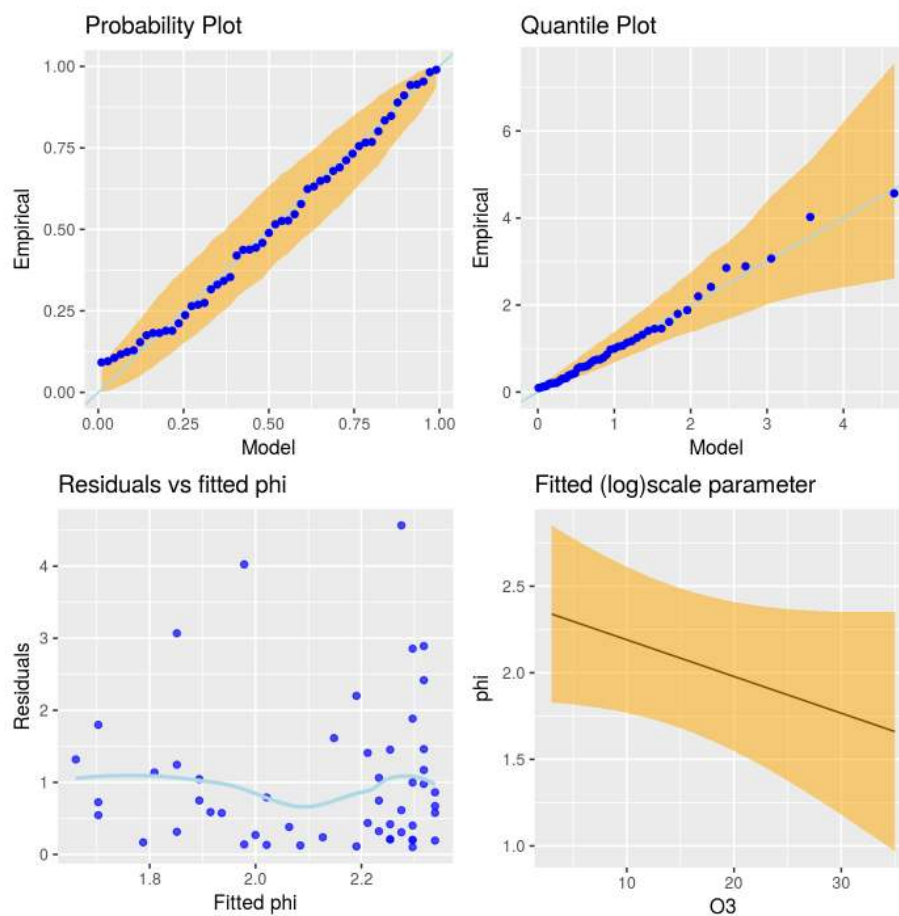 Probability Plot
1.00
0.75
0.50
0.25
0.00
Empirical
0.00 0.25 0.50 0.75 1.00
Model
Quantile Plot
6
4
2
0
Empirical
0 1 2 3 4
Model
Residuals vs fitted phi
4
3
2
1
0
Residuals
1.8 2.0 2.2
Fitted phi
Fitted (log)scale parameter
2.5
2.0
1.5
1.0
phi
10 20 30
O3